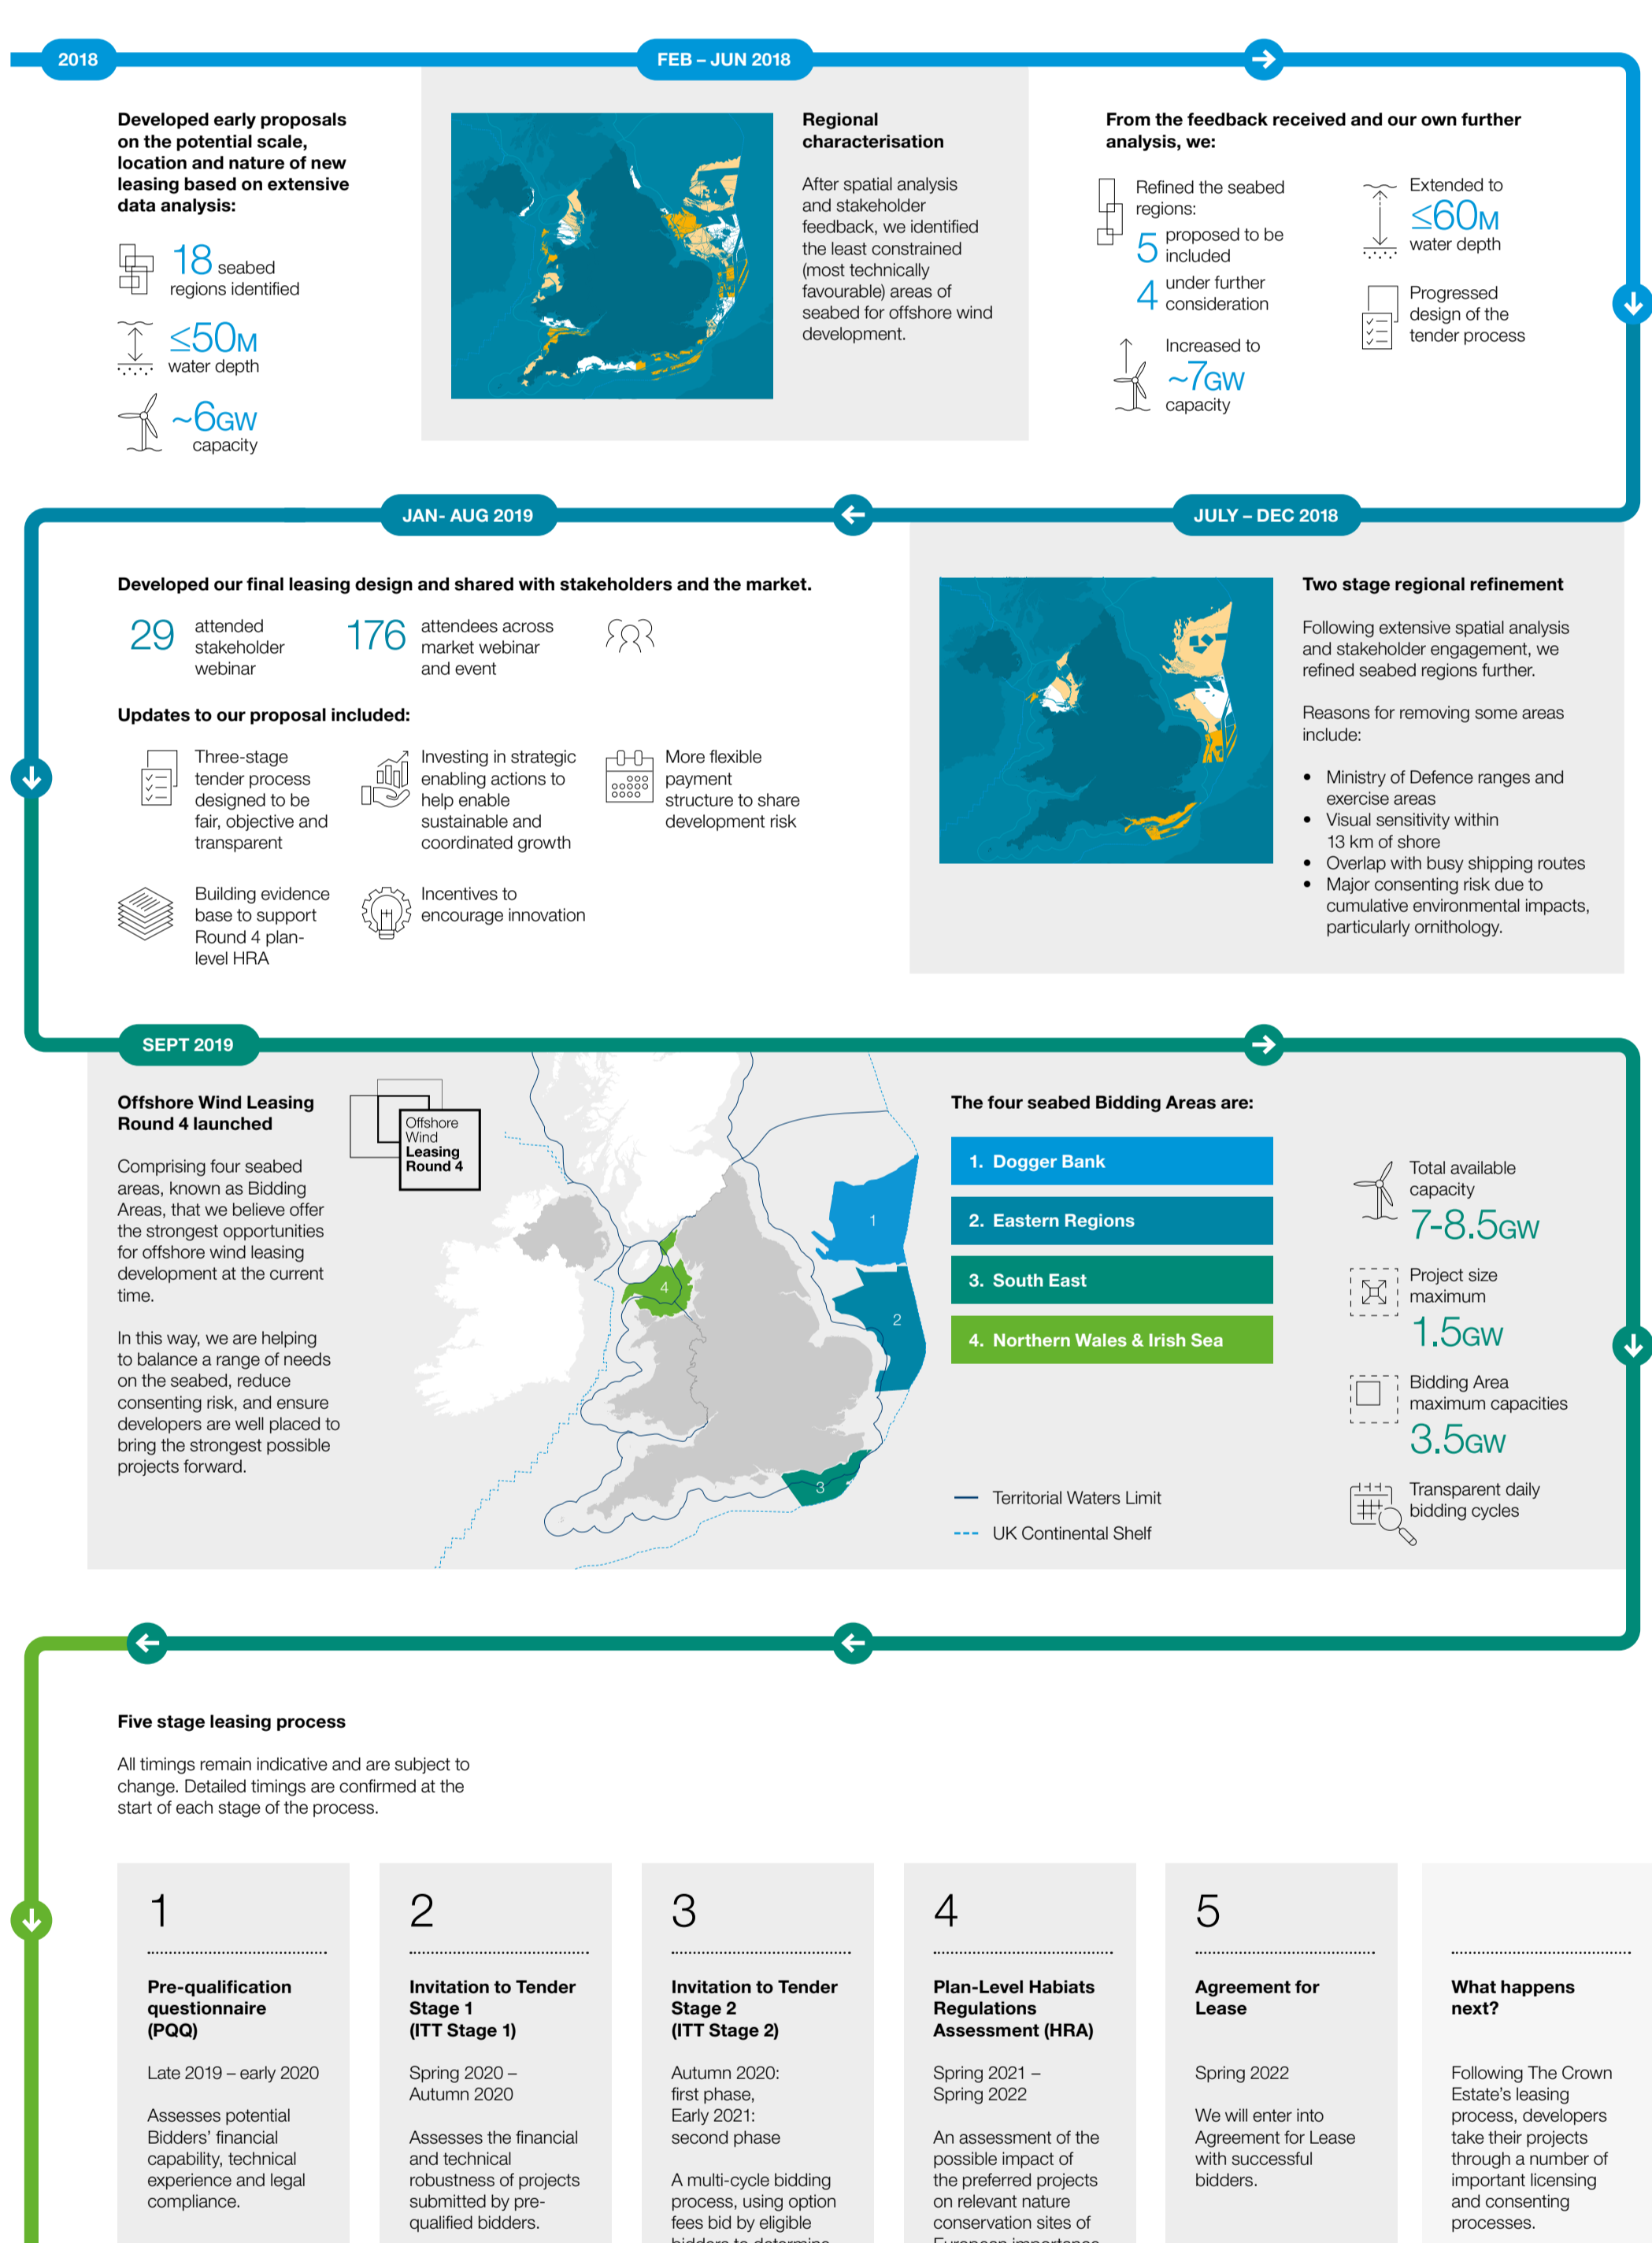 2018
FEB – JUN 2018
Developed early proposals
on the potential scale,
location and nature of new
leasing based on extensive
data analysis:
18 seabed
regions identified
≤50M
water depth
~6GW
capacity
Regional
characterisation
After spatial analysis
and stakeholder
feedback, we identified
the least constrained
(most technically
favourable) areas of
seabed for offshore wind
development.
From the feedback received and our own further
analysis, we:
Refined the seabed
regions:
5 proposed to be
included
4 under further
consideration
Increased to
~7GW
capacity
Extended to
≤60M
water depth
Progressed
design of the
tender process
JULY – DEC 2018
Two stage regional refinement
Following extensive spatial analysis
and stakeholder engagement, we
refined seabed regions further.
Reasons for removing some areas
include:
• Ministry of Defence ranges and
exercise areas
• Visual sensitivity within
13 km of shore
• Overlap with busy shipping routes
• Major consenting risk due to
cumulative environmental impacts,
particularly ornithology.
JAN- AUG 2019
Developed our final leasing design and shared with stakeholders and the market.
29 attended
stakeholder
webinar
176 attendees across
market webinar
and event
Updates to our proposal included:
Three-stage
tender process
designed to be
fair, objective and
transparent
Investing in strategic
enabling actions to
help enable
sustainable and
coordinated growth
More flexible
payment
structure to share
development risk
Building evidence
base to support
Round 4 plan-
level HRA
Incentives to
encourage innovation
SEPT 2019
Offshore Wind Leasing
Round 4 launched
Comprising four seabed
areas, known as Bidding
Areas, that we believe offer
the strongest opportunities
for offshore wind leasing
development at the current
time.
In this way, we are helping
to balance a range of needs
on the seabed, reduce
consenting risk, and ensure
developers are well placed to
bring the strongest possible
projects forward.
Offshore
Wind
Leasing
Round 4
1
2
3
4
The four seabed Bidding Areas are:
1. Dogger Bank
2. Eastern Regions
3. South East
4. Northern Wales & Irish Sea
Territorial Waters Limit
UK Continental Shelf
Total available
capacity
7-8.5GW
Project size
maximum
1.5GW
Bidding Area
maximum capacities
3.5GW
Transparent daily
bidding cycles
Five stage leasing process
All timings remain indicative and are subject to
change. Detailed timings are confirmed at the
start of each stage of the process.
1
Pre-qualification
questionnaire
(PQQ)
Late 2019 – early 2020
Assesses potential
Bidders' financial
capability, technical
experience and legal
compliance.
2
Invitation to Tender
Stage 1
(ITT Stage 1)
Spring 2020 –
Autumn 2020
Assesses the financial
and technical
robustness of projects
submitted by pre-
qualified bidders.
3
Invitation to Tender
Stage 2
(ITT Stage 2)
Autumn 2020:
first phase,
Early 2021:
second phase
A multi-cycle bidding
process, using option
fees bid by eligible
bidders to determine
4
Plan-Level Habiats
Regulations
Assessment (HRA)
Spring 2021 –
Spring 2022
An assessment of the
possible impact of
the preferred projects
on relevant nature
conservation sites of
European importance
5
Agreement for
Lease
Spring 2022
We will enter into
Agreement for Lease
with successful
bidders.
What happens
next?
Following The Crown
Estate's leasing
process, developers
take their projects
through a number of
important licensing
and consenting
processes.